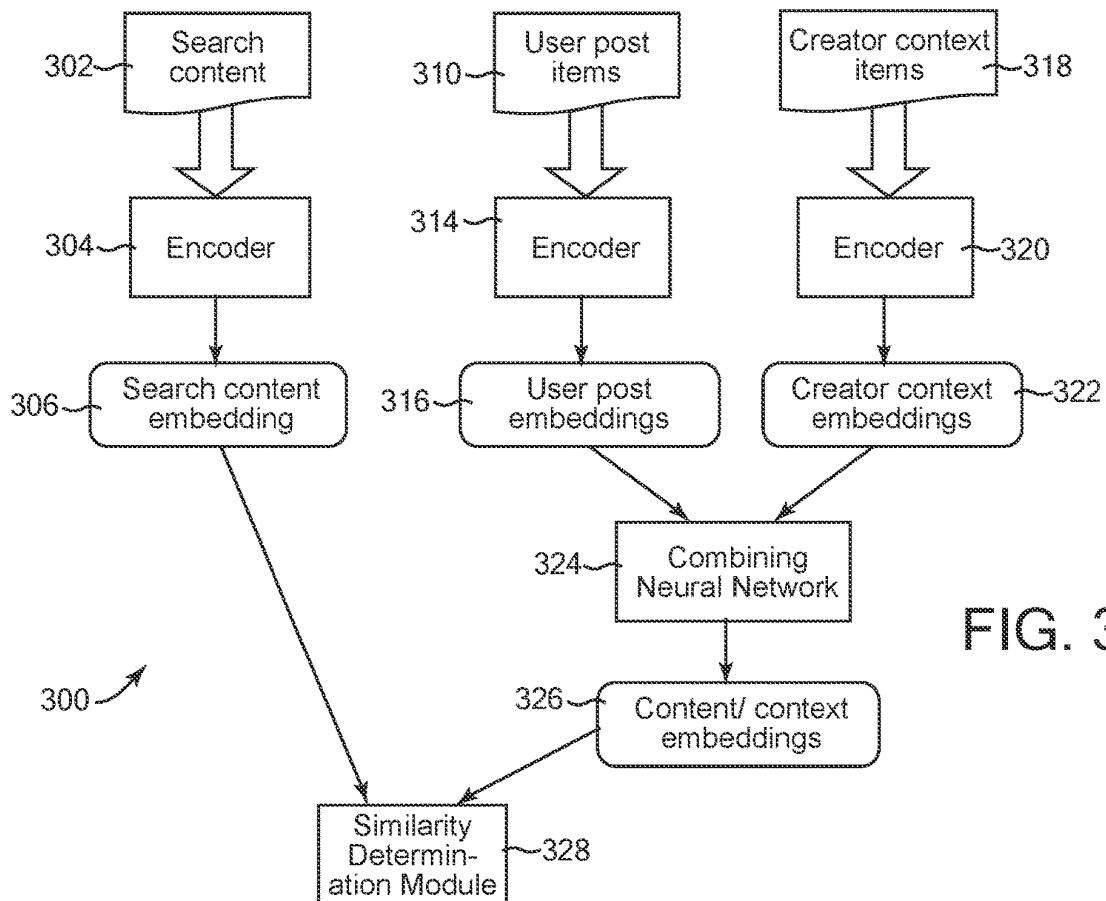 302
Search
content
310
User
post items
Creator context
items
318
304
Encoder
314
Encoder
Encoder
320
306
Search content
embedding
316
User post
embeddings
Creator context
embeddings
322
324
Combining
Neural Network
FIG. 3
300
326
Content/ context
embeddings
Similarity
Determin-
ation Module
328